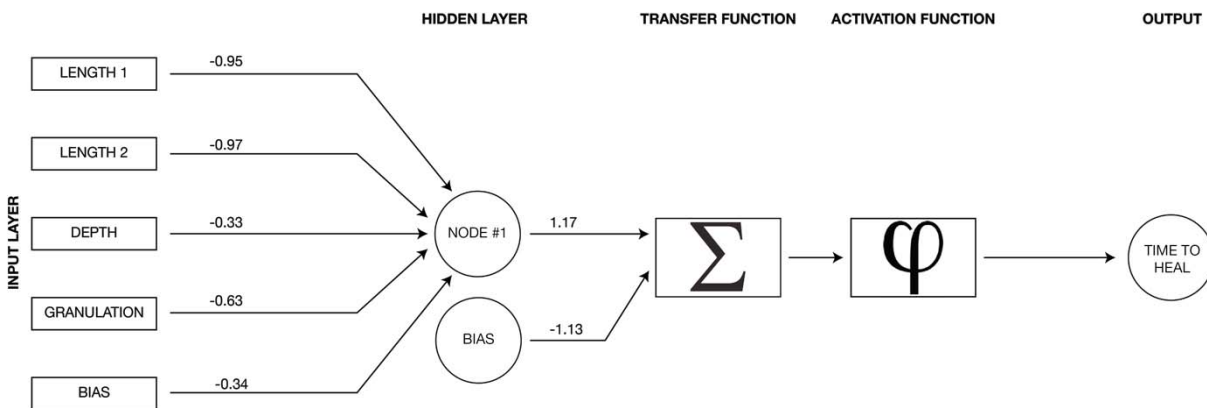 HIDDEN LAYER
TRANSFER FUNCTION
ACTIVATION FUNCTION
OUTPUT
INPUT LAYER
LENGTH 1
-0.95
LENGTH 2
-0.97
DEPTH
-0.33
GRANULATION
-0.63
BIAS
-0.34
NODE #1
1.17
BIAS
-1.13
Σ
φ
TIME TO
HEAL